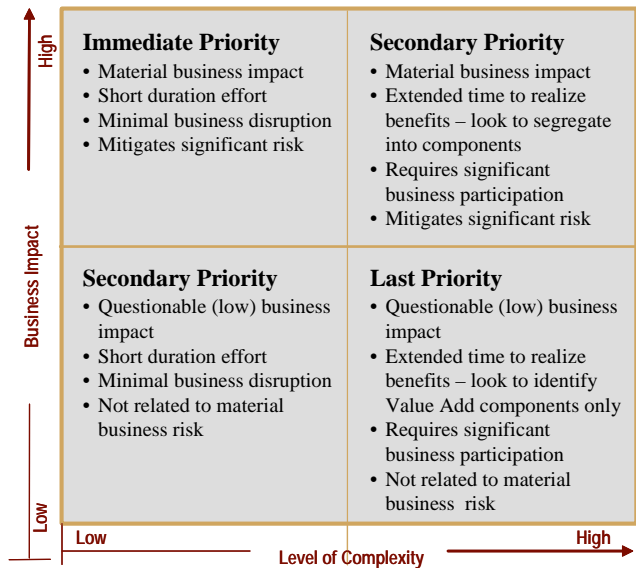 High
Business Impact
Low
Immediate Priority
• Material business impact
• Short duration effort
• Minimal business disruption
• Mitigates significant risk
Secondary Priority
• Material business impact
• Extended time to realize
benefits – look to segregate
into components
• Requires significant
business participation
• Mitigates significant risk
Secondary Priority
• Questionable (low) business
impact
• Short duration effort
• Minimal business disruption
• Not related to material
business risk
Last Priority
• Questionable (low) business
impact
• Extended time to realize
benefits – look to identify
Value Add components only
• Requires significant
business participation
• Not related to material
business risk
Low
Level of Complexity
High